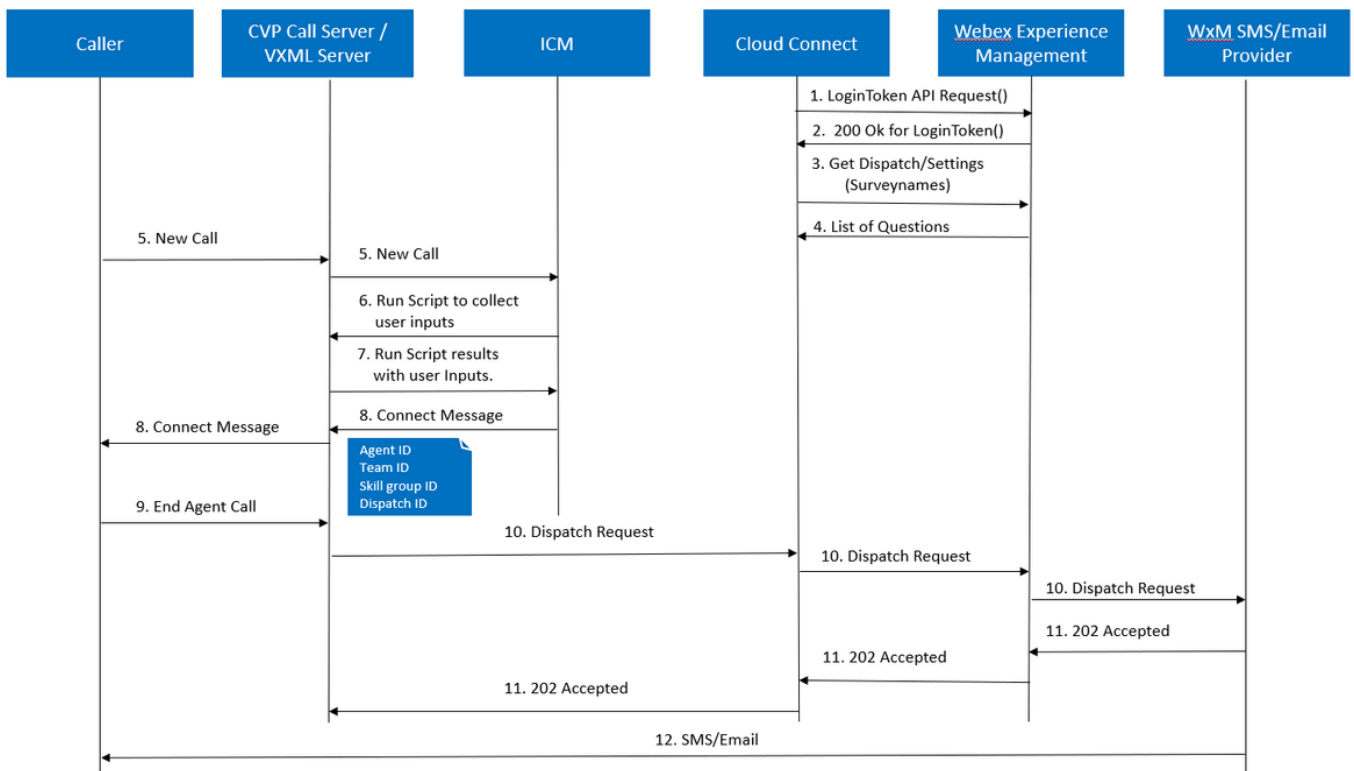 Caller
CVP Call Server /
VXML Server
ICM
Cloud Connect
Webex Experience
Management
WxM SMS/Email
Provider
1. LoginToken API Request()
2. 200 Ok for LoginToken()
3. Get Dispatch/Settings
(Surveynames)
4. List of Questions
5. New Call
5. New Call
6. Run Script to collect
user inputs
7. Run Script results
with user Inputs.
8. Connect Message
8. Connect Message
Agent ID
Team ID
Skill group ID
Dispatch ID
9. End Agent Call
10. Dispatch Request
10. Dispatch Request
10. Dispatch Request
11. 202 Accepted
11. 202 Accepted
11. 202 Accepted
12. SMS/Email